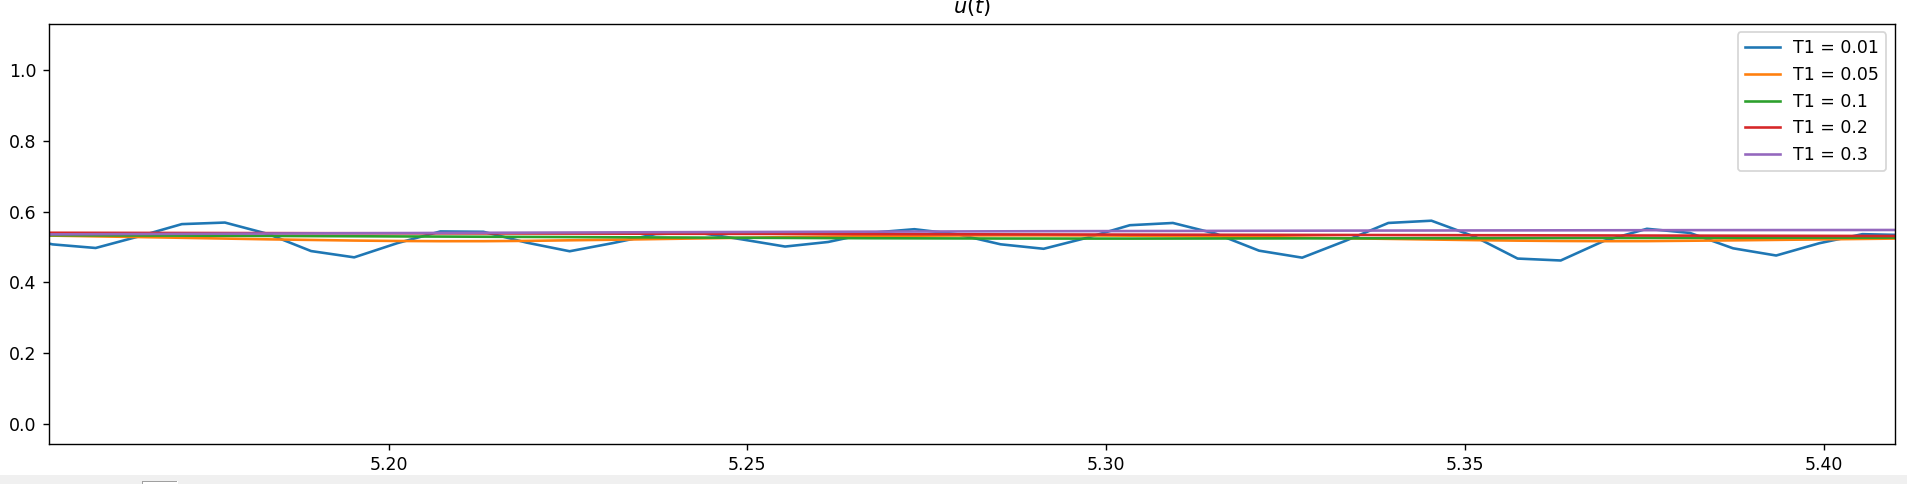 u(t)
1.0
0.8
0.6
0.4
0.2
0.0
T1 = 0.01
T1 = 0.05
T1 = 0.1
T1 = 0.2
T1 = 0.3
5.20 5.25 5.30 5.35 5.40